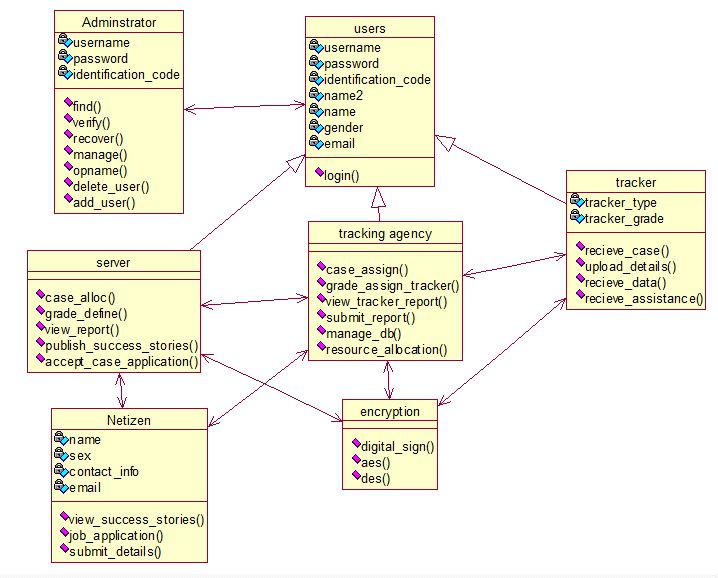 Adminstrator
username
password
identification_code
find()
verify()
recover()
manage()
opname()
delete_user()
add_user()
users
username
password
identification_code
name2
name
gender
email
login()
tracker
tracker_type
tracker_grade
recieve_case()
upload_details()
recieve_data()
recieve_assistance()
tracking agency
case_assign()
grade_assign_tracker()
view_tracker_report()
submit_report()
manage_db()
resource_allocation()
server
case_alloc()
grade_define()
view_report()
publish_success_stories()
accept_case_application()
Netizen
name
sex
contact_info
email
view_success_stories()
job_application()
submit_details()
encryption
digital_sign()
aes()
des()